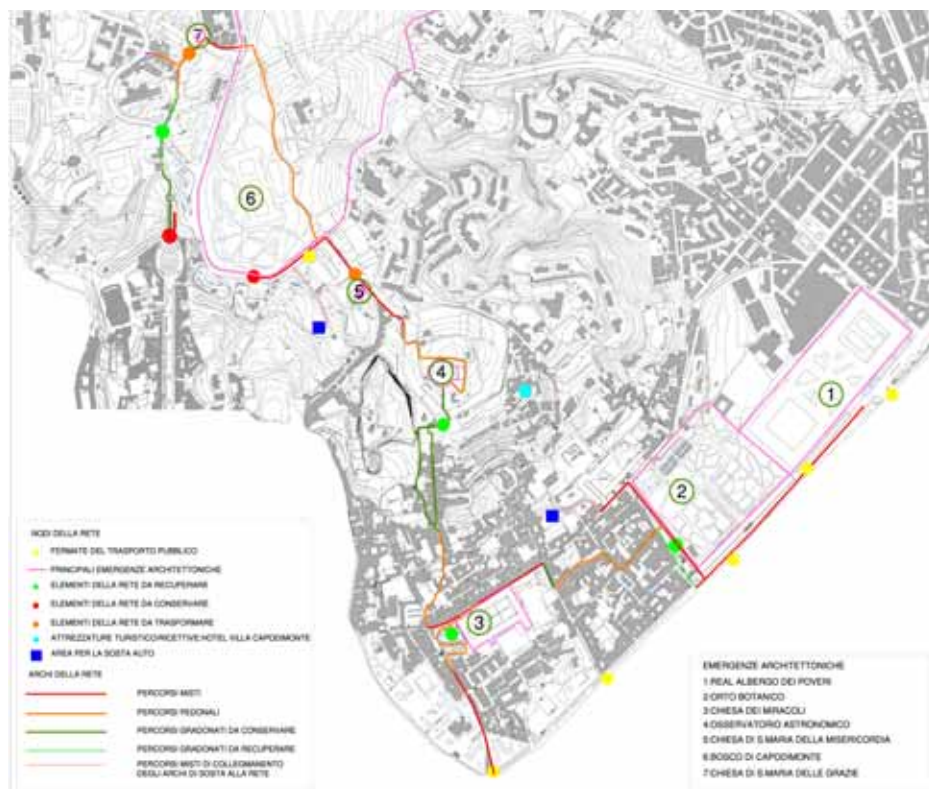 7
6
5
4
1
2
3
NODI DELLA RETE
FERMATE DEL TRASPORTO PUBBLICO
PRINCIPALI EMERGENZE ARCHITETTONICHE
ELEMENTI DELLA RETE DA RECUPERARE
ELEMENTI DELLA RETE DA CONSERVARE
ELEMENTI DELLA RETE DA TRASFORMARE
ATTREZZATURE TURISTICO/RICETTIVE: HOTEL VILLA CAPODIMONTE
AREA PER LA SOSTA AUTO
ARCHI DELLA RETE
PERCORSI MISTI
PERCORSI PEDONALI
PERCORSI GRADONATI DA CONSERVARE
PERCORSI GRADONATI DA RECUPERARE
PERCORSI MISTI DI COLLEGNAMENTO
DEGLI ARCHI DI SOSTA ALLA RETE
EMERGENZE ARCHITETTONICHE
1 REAL ALBERGO DEI POVERI
2 ORTO BOTANICO
3 CHIESA DEI MIRACOLI
4 OSSERVATORIO ASTRONOMICO
5 CHIESA DI S.MARIA DELLA MISERICORDIA
6 BOSCO DI CAPODIMONTE
7 CHIESA DI S.MARIA DELLE GRAZIE